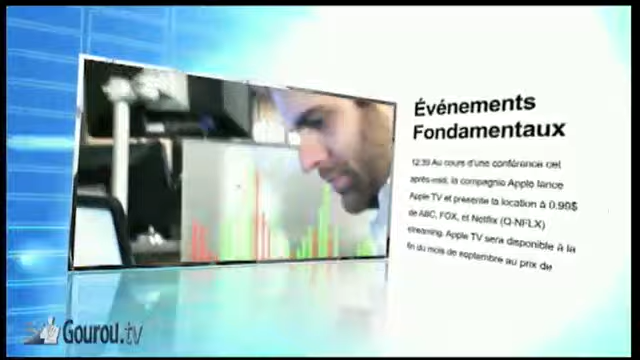 Événements
Fondamentaux
12:39 Au cours d'une conférence cet
après-midi, la compagnie Apple lance
Apple TV et présente la location à 0.99$
de ABC, FOX, et Netflix (Q-NFLX)
streaming. Apple TV sera disponible à la
fin du mois de septembre au prix de
Gourou.tv